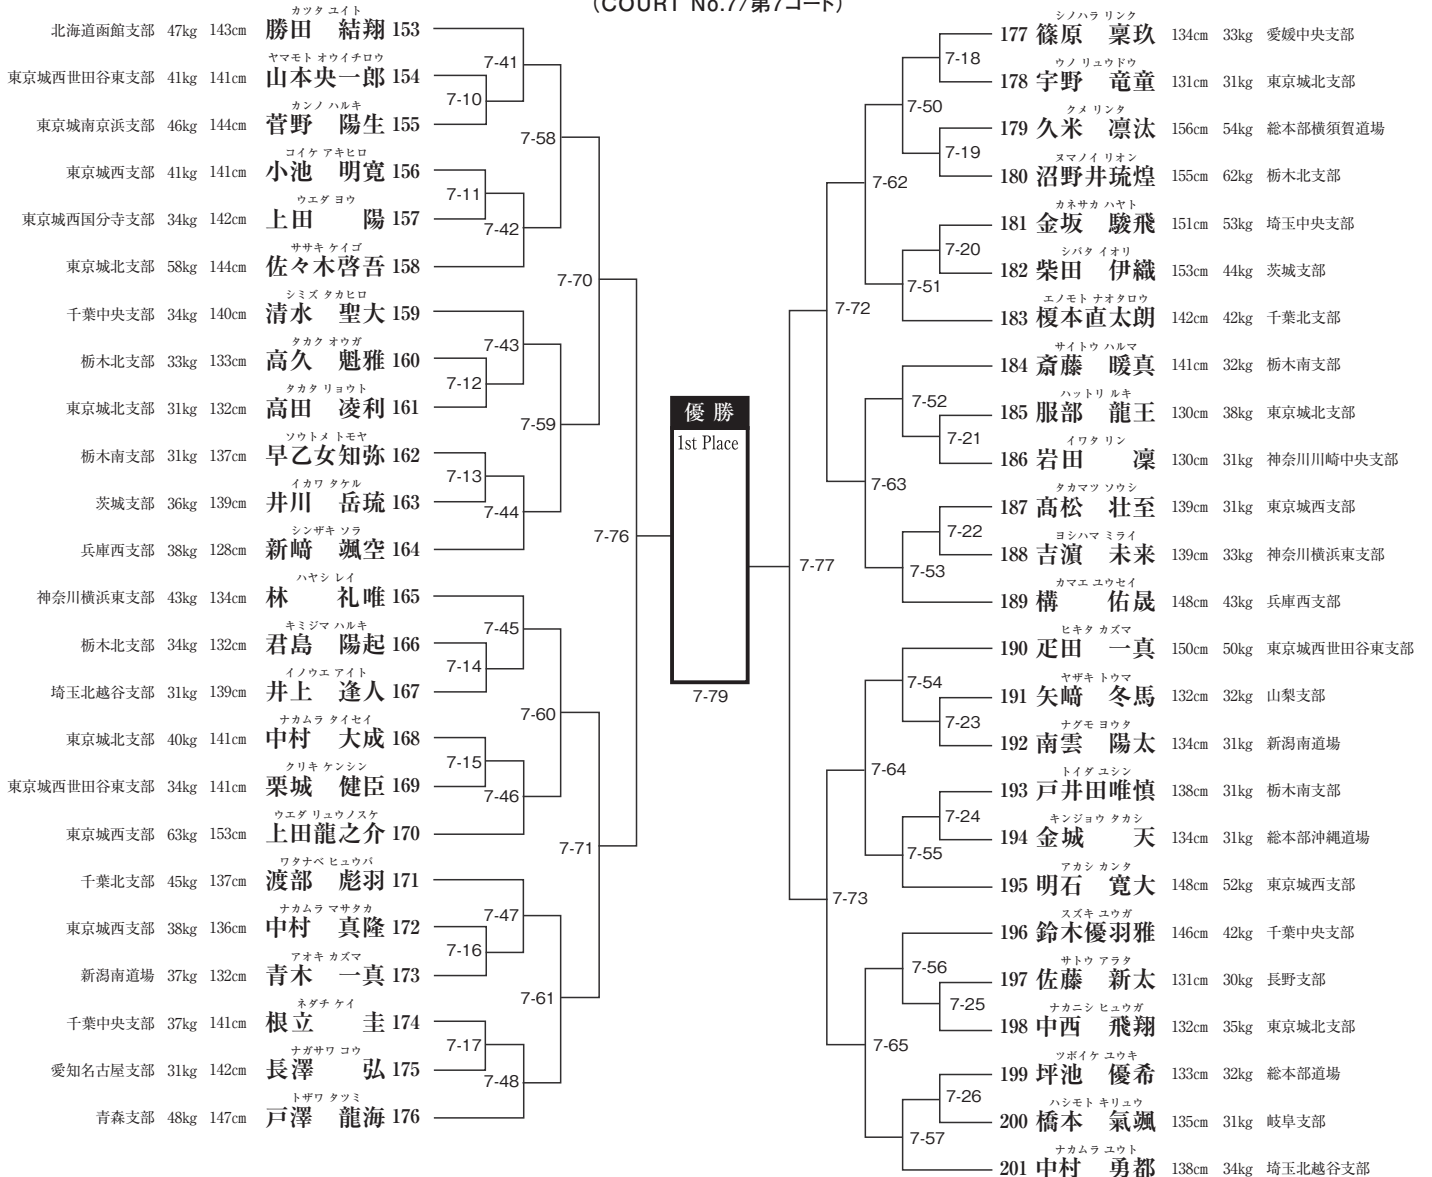 (COURT No.7/第7コート)
カツタ ユイト
北海道函館支部 47kg 143cm 勝田 結翔 153
ヤマモト オウイチロウ
東京城西世田谷東支部 41kg 141cm 山本央一郎 154
カンノ ハルキ
東京城南京浜支部 46kg 144cm 菅野 陽生 155
コイケ アキヒロ
東京城西支部 41kg 141cm 小池 明寛 156
ウエダ ヨウ
東京城西国分寺支部 34kg 142cm 上田 陽 157
ササキ ケイゴ
東京城北支部 58kg 144cm 佐々木啓吾 158
シミズ タカヒロ
千葉中央支部 34kg 140cm 清水 聖大 159
タカク オウガ
栃木北支部 33kg 133cm 高久 魁雅 160
タカタ リョウト
東京城北支部 31kg 132cm 高田 凌利 161
ソウトメ トモヤ
栃木南支部 31kg 137cm 早乙女知弥 162
イカワ タケル
茨城支部 36kg 139cm 井川 岳琉 163
シンザキ ソラ
兵庫西支部 38kg 128cm 新﨑 颯空 164
ハヤシ レイ
神奈川横浜東支部 43kg 134cm 林 礼唯 165
キミジマ ハルキ
栃木北支部 34kg 132cm 君島 陽起 166
イノウエ アイト
埼玉北越谷支部 31kg 139cm 井上 逢人 167
ナカムラ タイセイ
東京城北支部 40kg 141cm 中村 大成 168
クリキ ケンシン
東京城西世田谷東支部 34kg 141cm 栗城 健臣 169
ウエダ リュウノスケ
東京城西支部 63kg 153cm 上田龍之介 170
ワタナベ ヒュウバ
千葉北支部 45kg 137cm 渡部 彪羽 171
ナカムラ マサタカ
東京城西支部 38kg 136cm 中村 真隆 172
アオキ カズマ
新潟南道場 37kg 132cm 青木 一真 173
ネダチ ケイ
千葉中央支部 37kg 141cm 根立 圭 174
ナガサワ コウ
愛知名古屋支部 31kg 142cm 長澤 弘 175
トザワ タツミ
青森支部 48kg 147cm 戸澤 龍海 176
7-41
7-10
7-58
7-11
7-42
7-70
7-43
7-12
7-59
7-13
7-44
7-76
7-45
7-14
7-60
7-15
7-46
7-71
7-47
7-16
7-61
7-17
7-48
優勝
1st Place
7-79
7-18
7-50
7-19
7-62
7-20
7-51
7-72
7-52
7-21
7-63
7-22
7-53
7-77
7-54
7-23
7-64
7-24
7-55
7-73
7-56
7-25
7-65
7-26
7-57
シノハラ リンク
177 篠原 稟玖 134cm 33kg 愛媛中央支部
ウノ リュウドウ
178 宇野 竜童 131cm 31kg 東京城北支部
クメ リンタ
179 久米 凛汰 156cm 54kg 総本部横須賀道場
ヌマノイ リオン
180 沼野井琉煌 155cm 62kg 栃木北支部
カネサカ ハヤト
181 金坂 駿飛 151cm 53kg 埼玉中央支部
シバタ イオリ
182 柴田 伊織 153cm 44kg 茨城支部
エノモト ナオタロウ
183 榎本直太朗 142cm 42kg 千葉北支部
サイトウ ハルマ
184 斎藤 暖真 141cm 32kg 栃木南支部
ハットリ ルキ
185 服部 龍王 130cm 38kg 東京城北支部
イワタ リン
186 岩田 凜 130cm 31kg 神奈川川崎中央支部
タカマツ ソウシ
187 髙松 壮至 139cm 31kg 東京城西支部
ヨシハマ ミライ
188 吉濵 未来 139cm 33kg 神奈川横浜東支部
カマエ ユウセイ
189 構 佑晟 148cm 43kg 兵庫西支部
ヒキタ カズマ
190 疋田 一真 150cm 50kg 東京城西世田谷東支部
ヤザキ トウマ
191 矢﨑 冬馬 132cm 32kg 山梨支部
ナグモ ヨウタ
192 南雲 陽太 134cm 31kg 新潟南道場
トイダ ユシン
193 戸井田唯慎 138cm 31kg 栃木南支部
キンジョウ タカシ
194 金城 天 134cm 31kg 総本部沖縄道場
アカシ カンタ
195 明石 寛大 148cm 52kg 東京城西支部
スズキ ユウガ
196 鈴木優羽雅 146cm 42kg 千葉中央支部
サトウ アラタ
197 佐藤 新太 131cm 30kg 長野支部
ナカニシ ヒュウガ
198 中西 飛翔 132cm 35kg 東京城北支部
ツボイケ ユウキ
199 坪池 優希 133cm 32kg 総本部道場
ハシモト キリュウ
200 橋本 氣颯 135cm 31kg 岐阜支部
ナカムラ ユウト
201 中村 勇都 138cm 34kg 埼玉北越谷支部